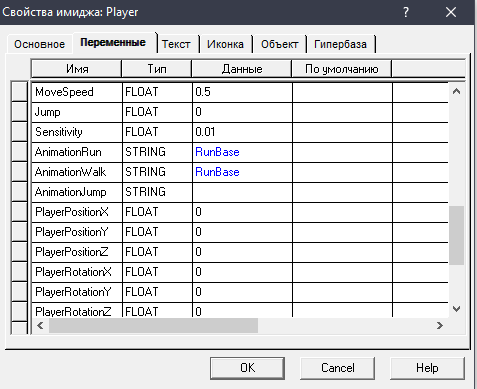 Свойства имиджа: Player ? ×
Основное Переменные Текст Иконка Объект Гипербаза
Имя Тип Данные По умолчанию
MoveSpeed FLOAT 0.5
Jump FLOAT 0
Sensitivity FLOAT 0.01
AnimationRun STRING RunBase
AnimationWalk STRING RunBase
AnimationJump STRING
PlayerPositionX FLOAT 0
PlayerPositionY FLOAT 0
PlayerPositionZ FLOAT 0
PlayerRotationX FLOAT 0
PlayerRotationY FLOAT 0
PlayerRotationZ FLOAT 0
OK Cancel Help